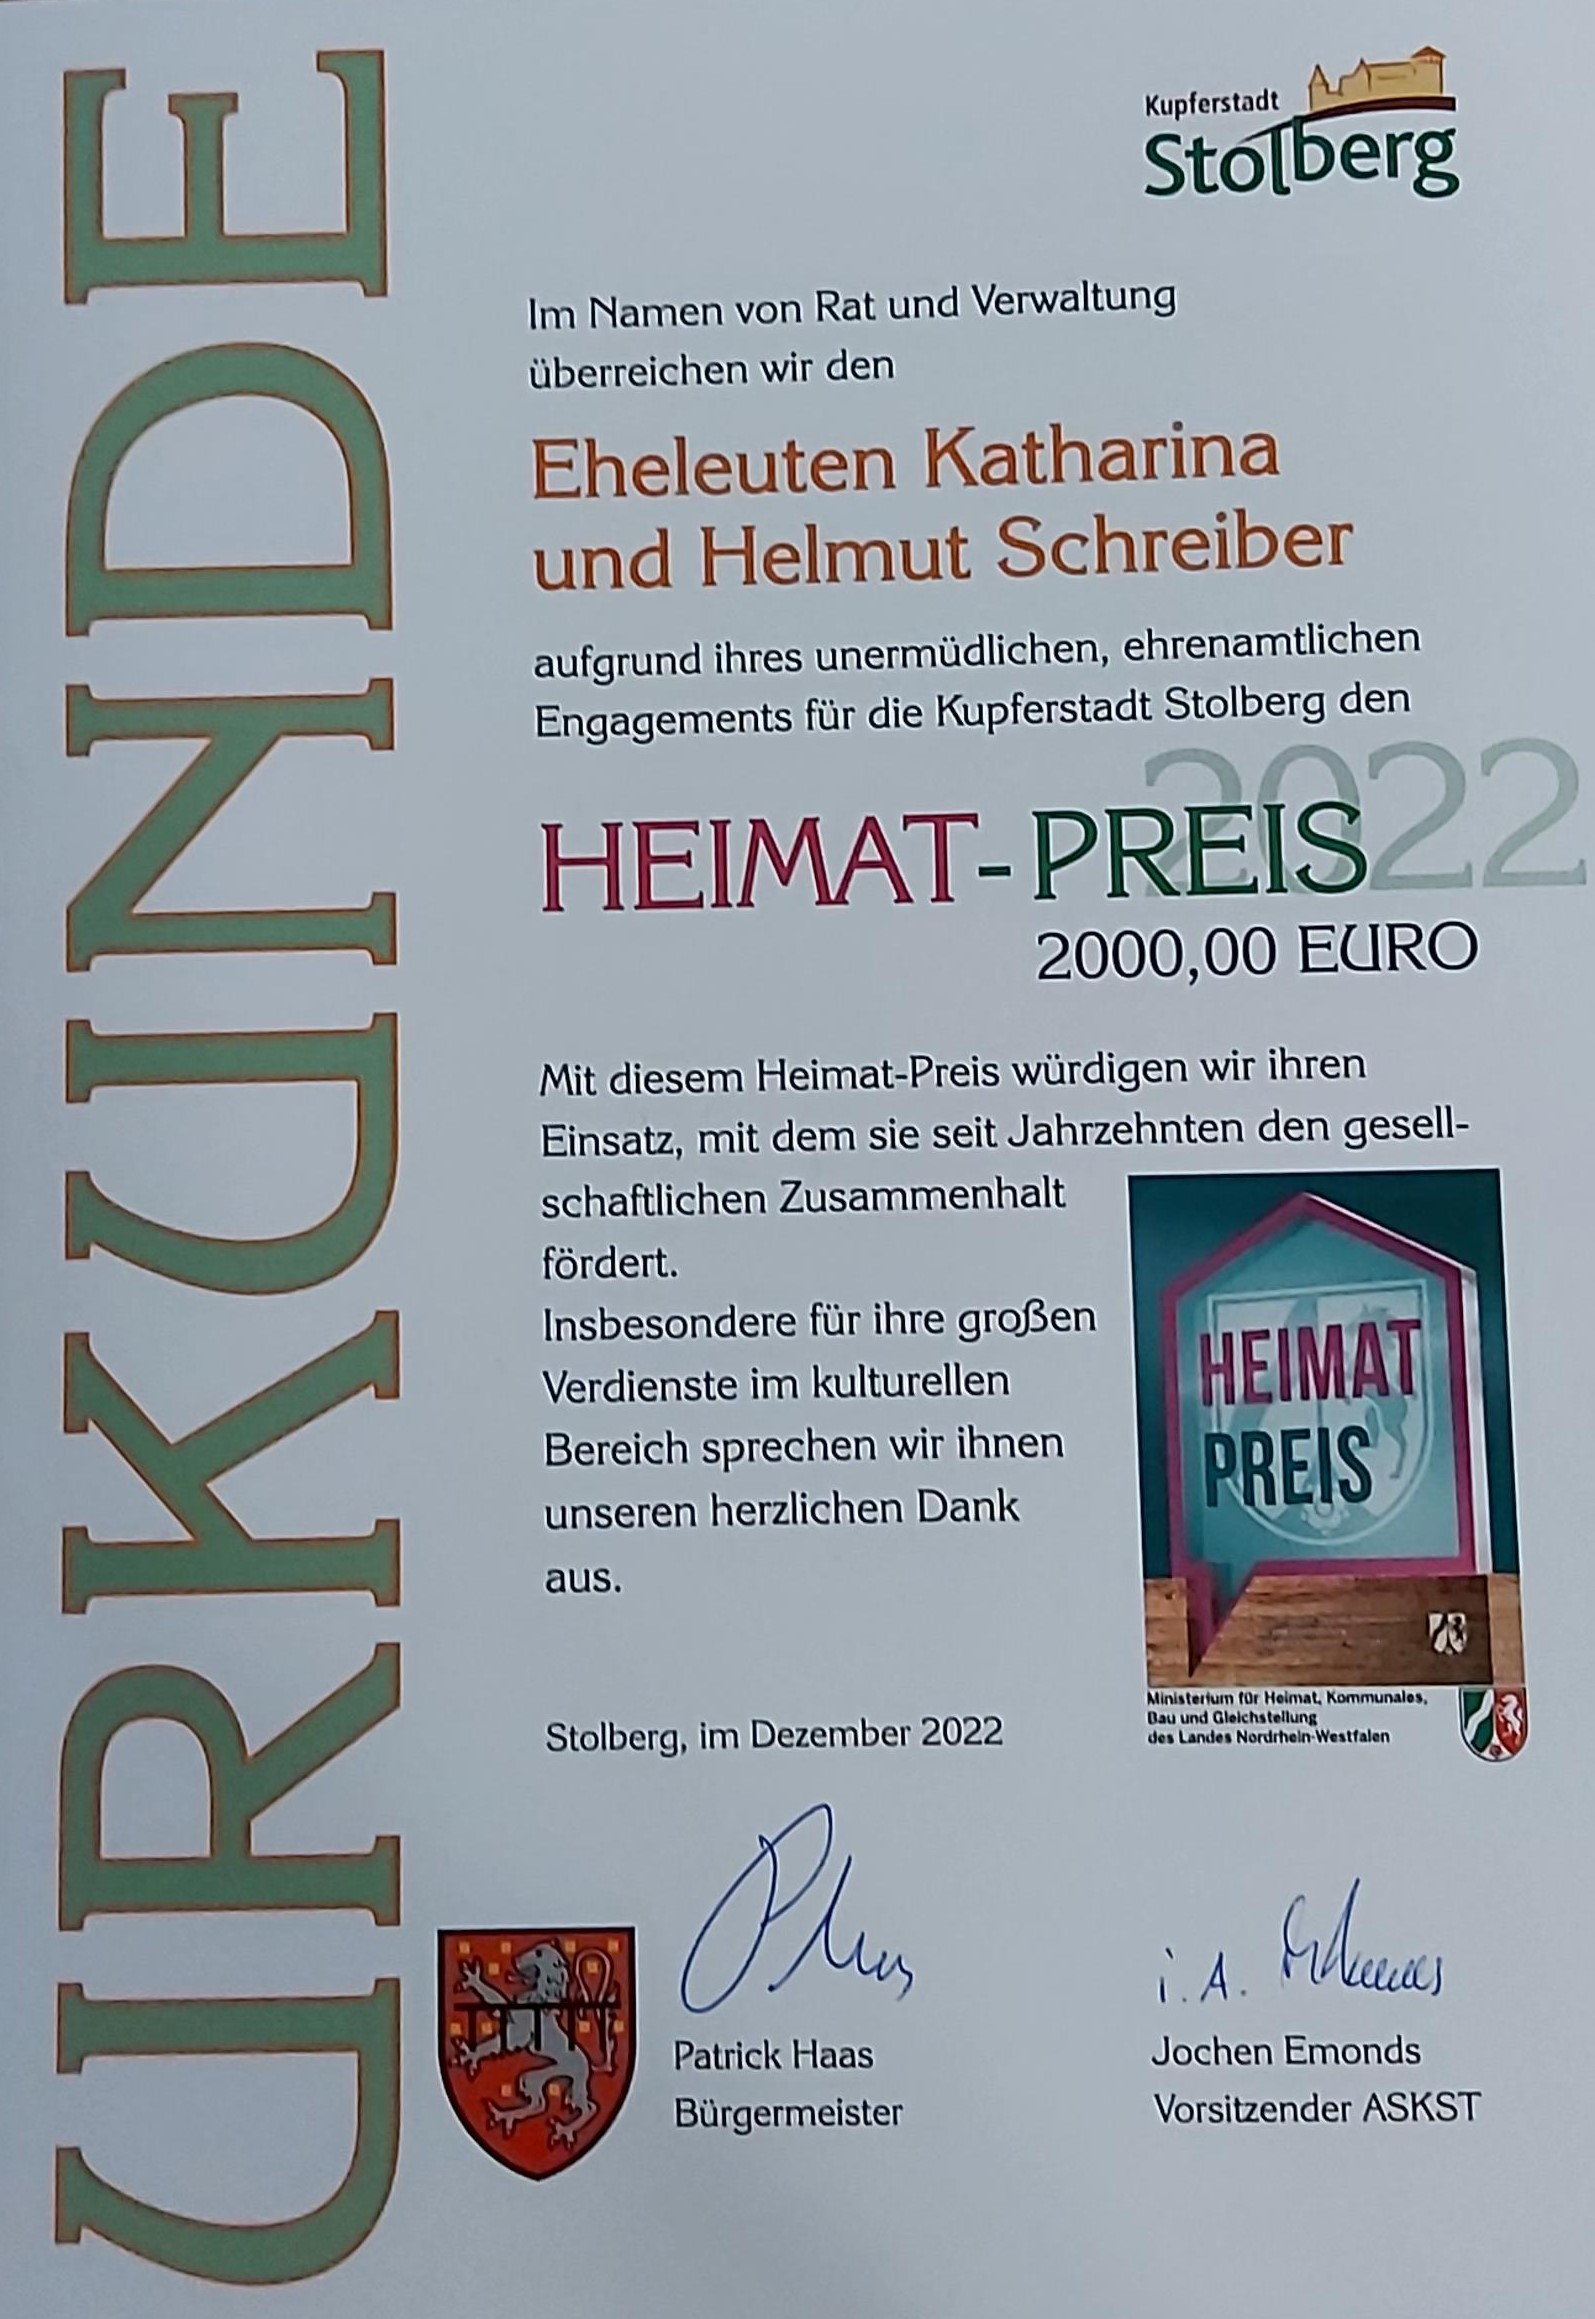 URKUNDE
Kupferstadt
Stolberg
Im Namen von Rat und Verwaltung
überreichen wir den
Eheleuten Katharina
und Helmut Schreiber
aufgrund ihres unermüdlichen, ehrenamtlichen
Engagements für die Kupferstadt Stolberg den
2022
HEIMAT-PREIS
2000,00 EURO
Mit diesem Heimat-Preis würdigen wir ihren
Einsatz, mit dem sie seit Jahrzehnten den gesell-
schaftlichen Zusammenhalt
fördert.
Insbesondere für ihre großen
Verdienste im kulturellen
Bereich sprechen wir ihnen
unseren herzlichen Dank
aus.
HEIMAT
PREIS
Ministerium für Heimat, Kommunales,
Bau und Gleichstellung
des Landes Nordrhein-Westfalen
Stolberg, im Dezember 2022
i. A.
Patrick Haas
Bürgermeister
Jochen Emonds
Vorsitzender ASKST